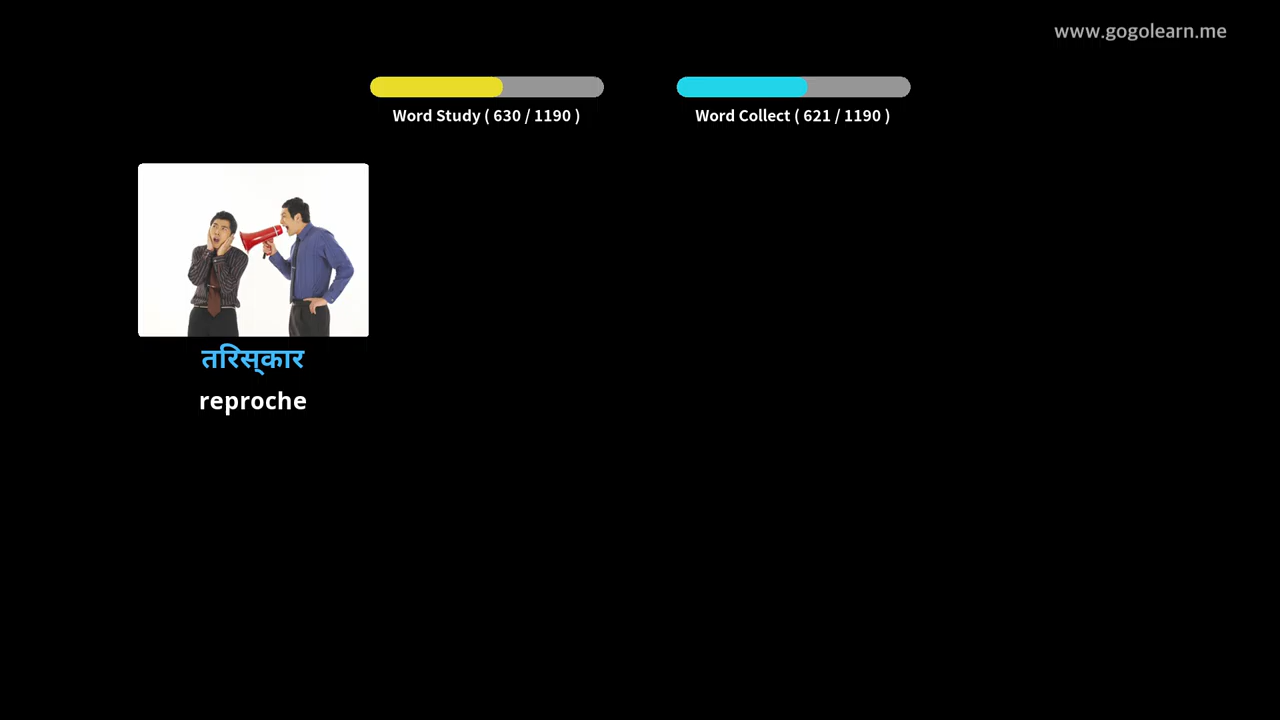 www.gogolearn.me
Word Study ( 630 / 1190 )
Word Collect ( 621 / 1190 )
तरिस्कार
reproche